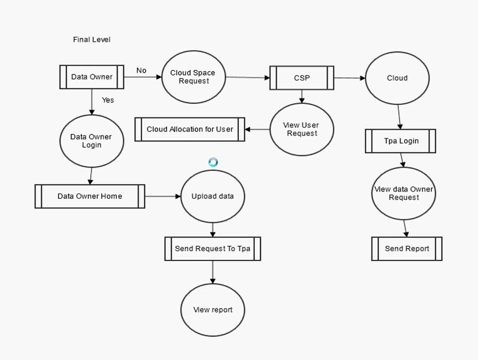 Final Level
Data Owner
No
Cloud Space
Request
CSP
Cloud
Yes
Cloud Allocation for User
View User
Request
Data Owner
Login
Tpa Login
Data Owner Home
Upload data
View data Owner
Request
Send Request To Tpa
Send Report
View report